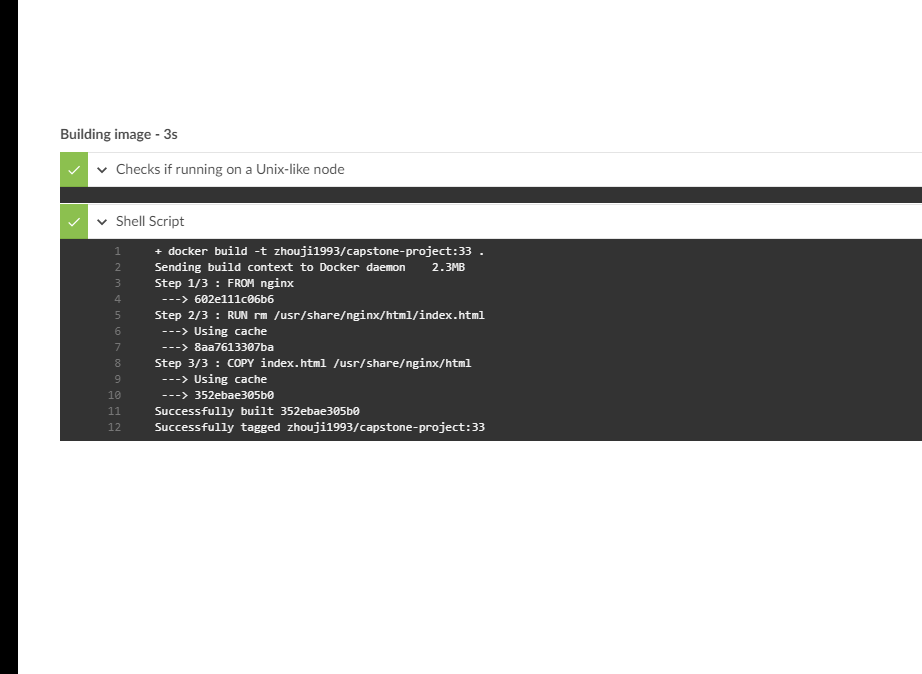 Building image - 3s
Checks if running on a Unix-like node
Shell Script
1 + docker build -t zhouji1993/capstone-project:33 .
2 Sending build context to Docker daemon 2.3MB
3 Step 1/3 : FROM nginx
4 ---> 602e111c06b6
5 Step 2/3 : RUN rm /usr/share/nginx/html/index.html
6 ---> Using cache
7 ---> 8aa7613307ba
8 Step 3/3 : COPY index.html /usr/share/nginx/html
9 ---> Using cache
10 ---> 352ebae305b0
11 Successfully built 352ebae305b0
12 Successfully tagged zhouji1993/capstone-project:33